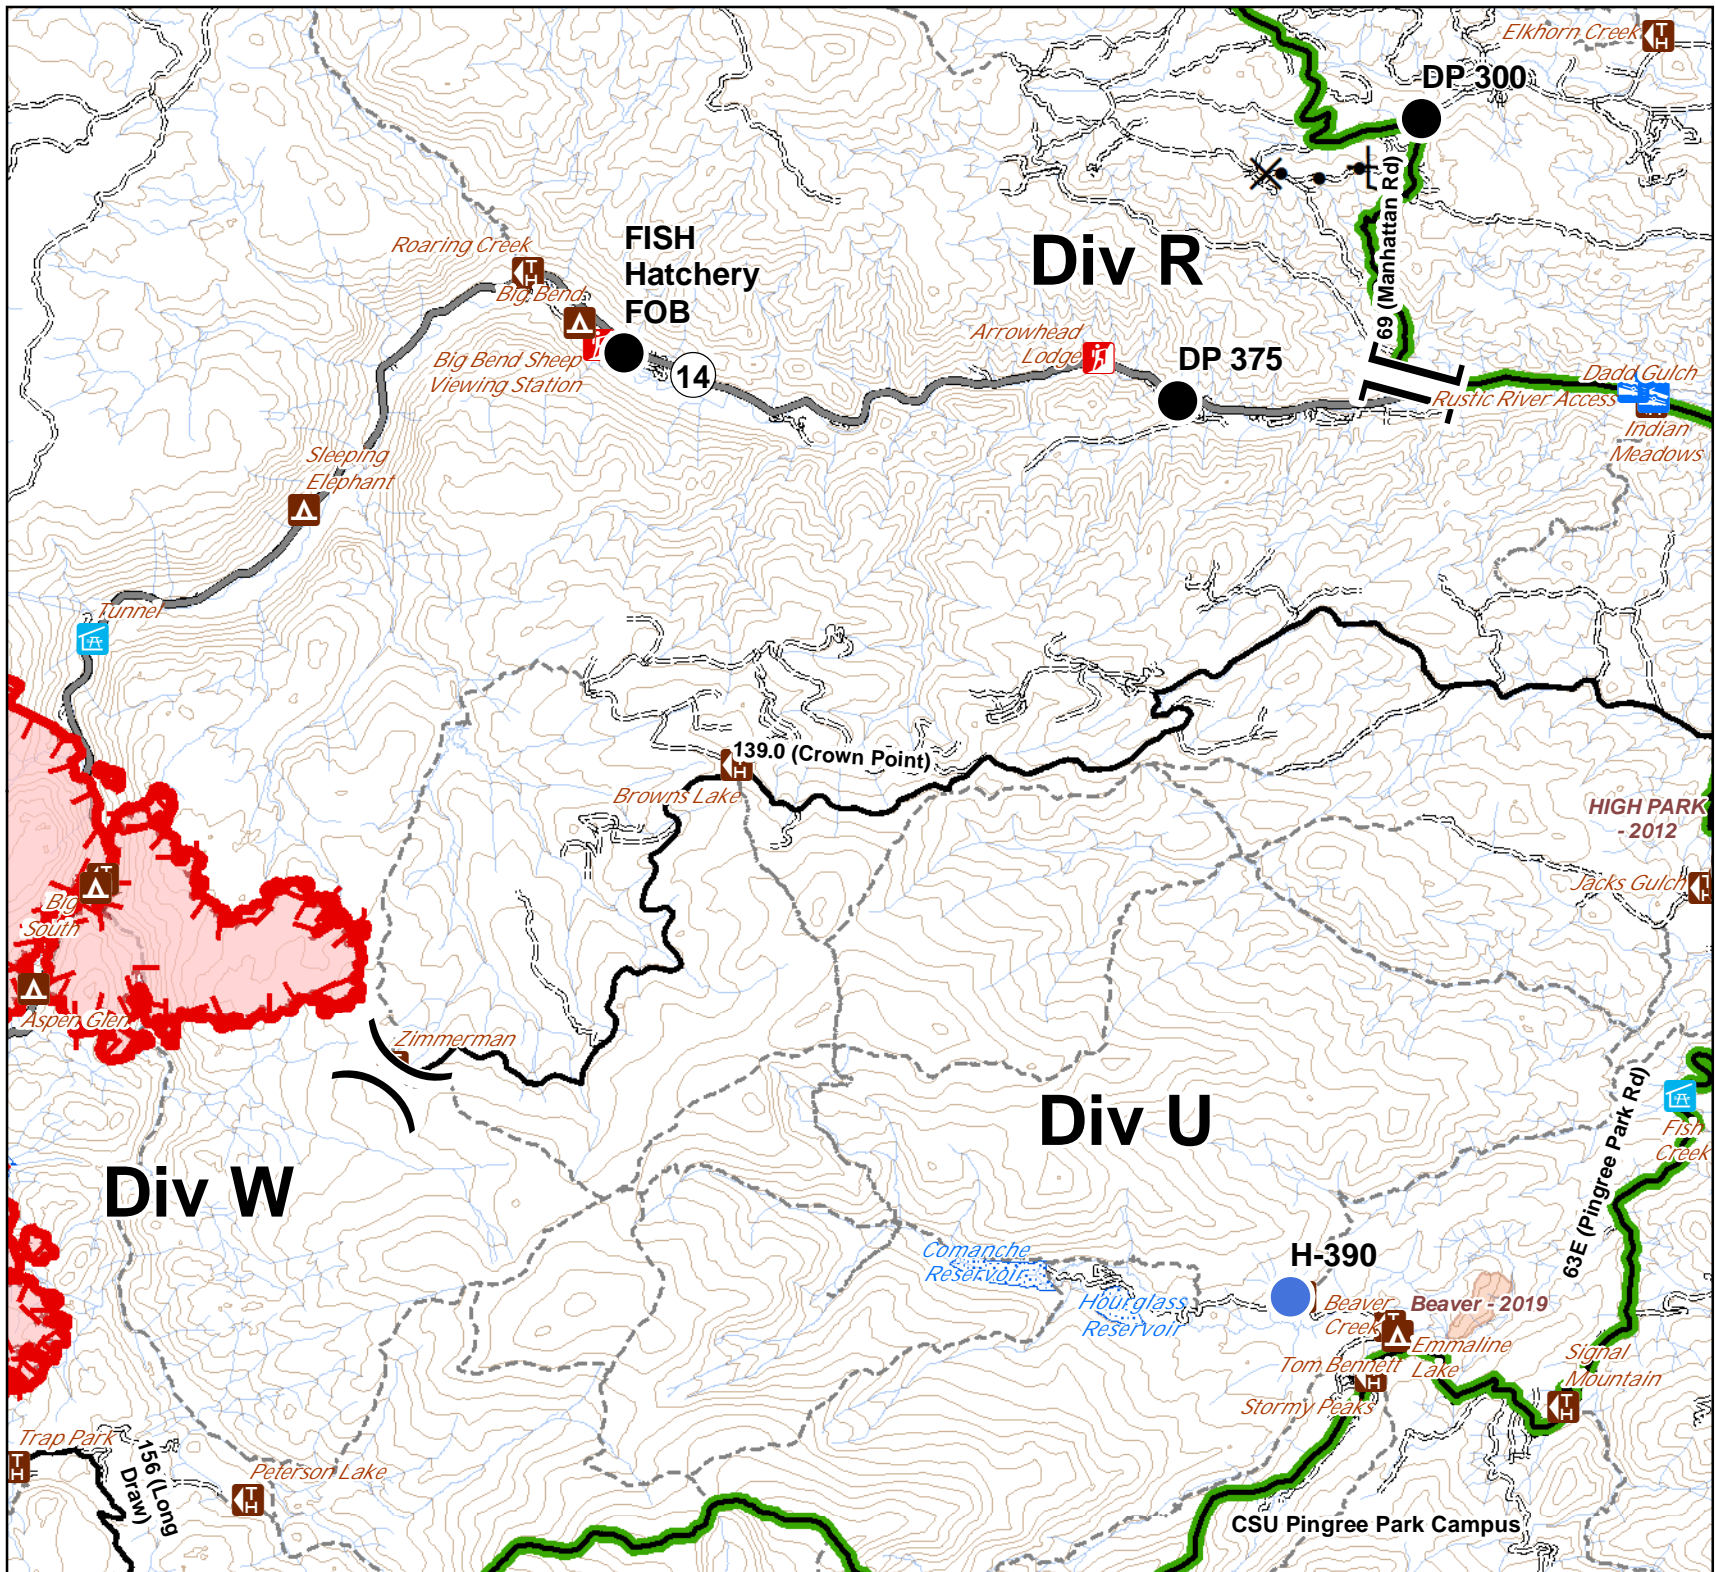 Elkhorn Creek
DP 300
69 (Manhattan Rd)
Roaring Creek
FISH
Hatchery
FOB
Div R
Big Bend
Big Bend Sheep
Viewing Station
14
Arrowhead
Lodge
DP 375
Dadd Gulch
Rustic River Access
Indian
Meadows
Sleeping
Elephant
Tunnel
139.0 (Crown Point)
Browns Lake
HIGH PARK
- 2012
Jacks Gulch
Big
South
Aspen Glen
Zimmerman
Div U
63E (Pingree Park Rd)
Fish
Creek
Div W
Comanche
Reservoir
Hourglass
Reservoir
H-390
Beaver
Creek
Beaver - 2019
Emmaline
Lake
Signal
Mountain
Tom Bennett
Stormy Peaks
Trap Park
156 (Long
Draw)
Peterson Lake
CSU Pingree Park Campus